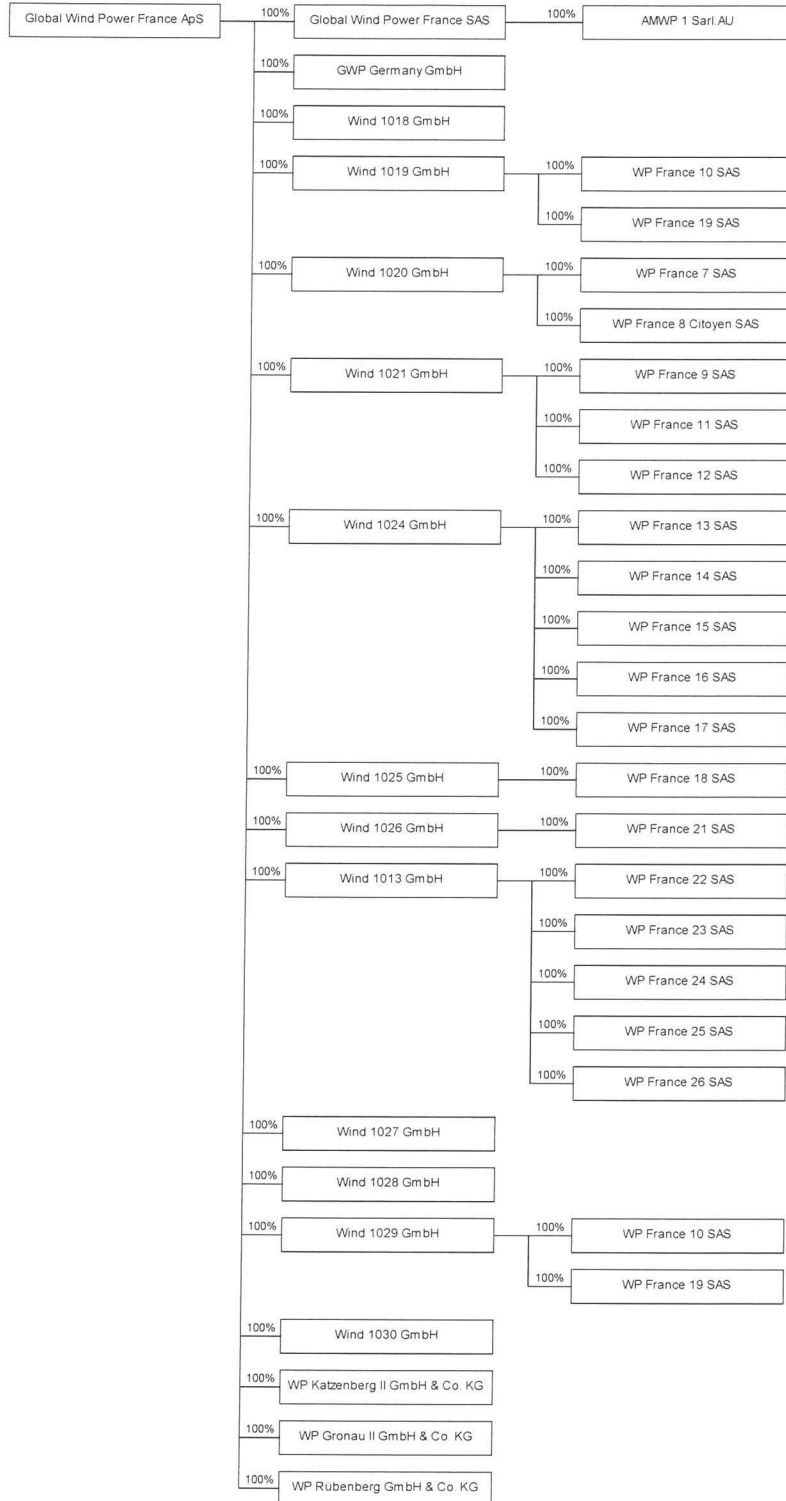 Global Wind Power France ApS
100%
Global Wind Power France SAS
100%
AMWP 1 Sarl.AU
100%
GWP Germany GmbH
100%
Wind 1018 GmbH
100%
Wind 1019 GmbH
100%
WP France 10 SAS
100%
WP France 19 SAS
100%
Wind 1020 GmbH
100%
WP France 7 SAS
100%
WP France 8 Citoyen SAS
100%
Wind 1021 GmbH
100%
WP France 9 SAS
100%
WP France 11 SAS
100%
WP France 12 SAS
100%
Wind 1024 GmbH
100%
WP France 13 SAS
100%
WP France 14 SAS
100%
WP France 15 SAS
100%
WP France 16 SAS
100%
WP France 17 SAS
100%
Wind 1025 GmbH
100%
WP France 18 SAS
100%
Wind 1026 GmbH
100%
WP France 21 SAS
100%
Wind 1013 GmbH
100%
WP France 22 SAS
100%
WP France 23 SAS
100%
WP France 24 SAS
100%
WP France 25 SAS
100%
WP France 26 SAS
100%
Wind 1027 GmbH
100%
Wind 1028 GmbH
100%
Wind 1029 GmbH
100%
WP France 10 SAS
100%
WP France 19 SAS
100%
Wind 1030 GmbH
100%
WP Katzenberg II GmbH & Co. KG
100%
WP Gronau II GmbH & Co. KG
100%
WP Rübenberg GmbH & Co. KG